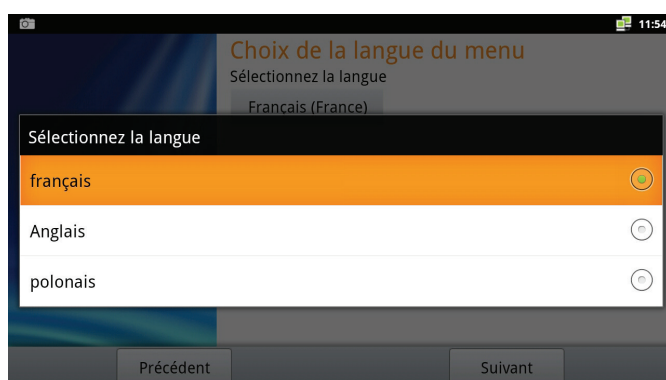 11:54
Choix de la langue du menu
Sélectionnez la langue
Français (France)
Sélectionnez la langue
français
Anglais
polonais
Précédent
Suivant